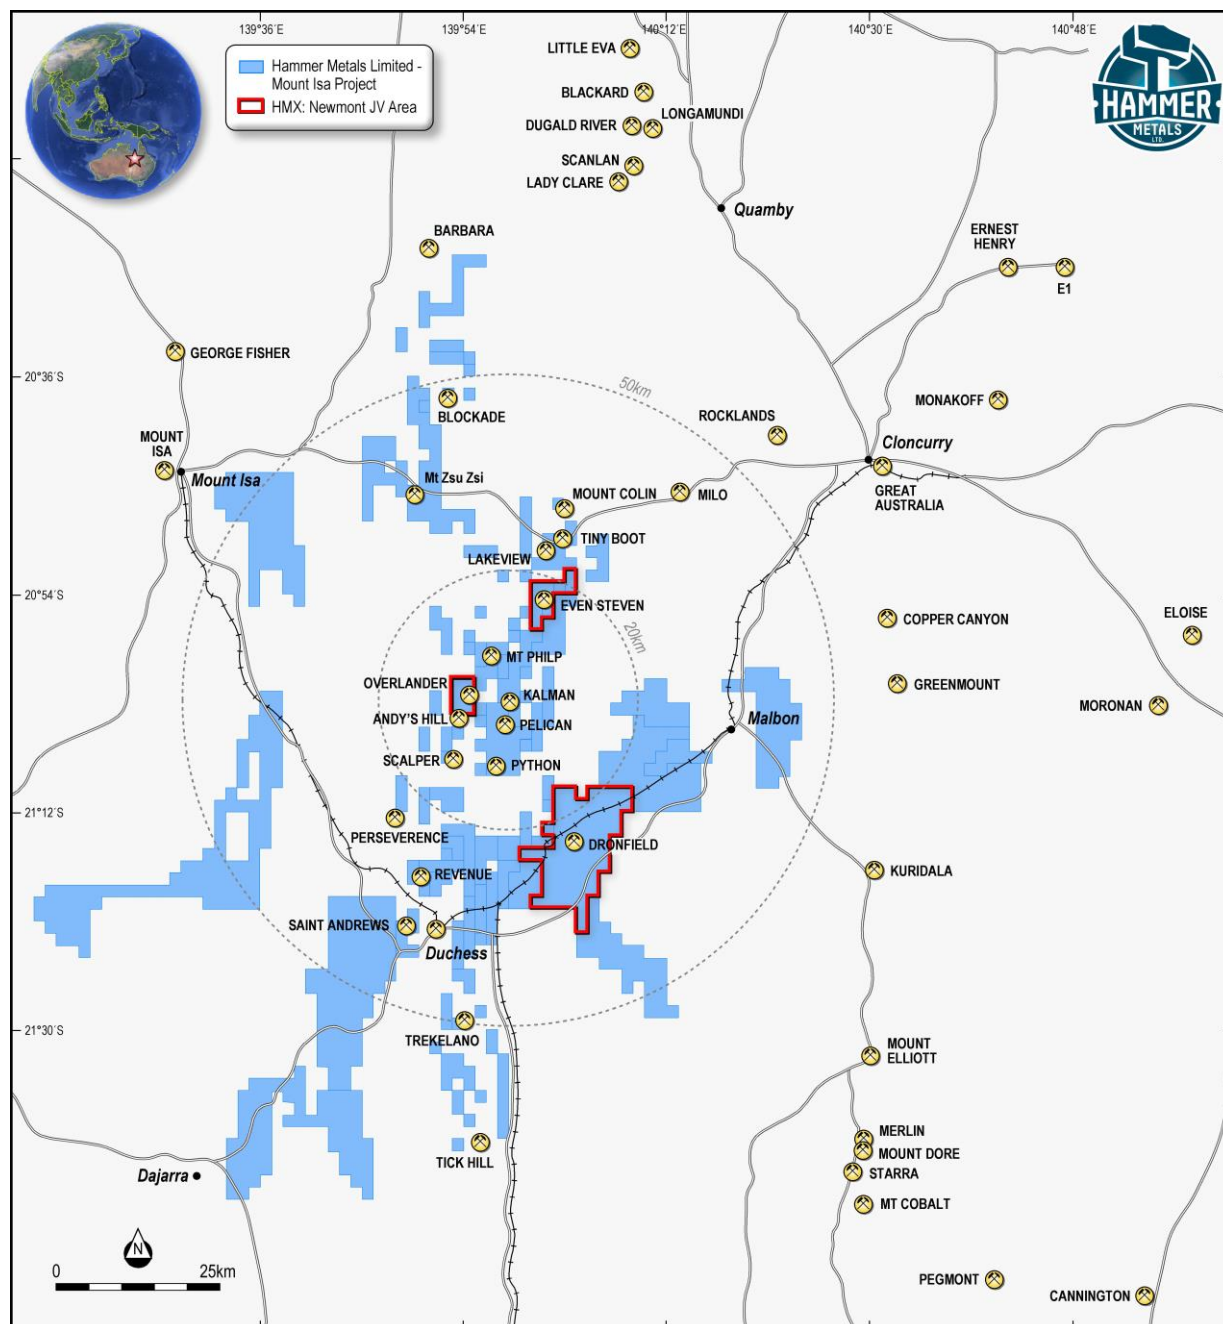 139°36'
139°54'
140°12'E
140°30'E
140°48'E
Hammer Metals Limited -
Mount Isa Project
HMX: Newmont JV Area
HAMMER
METALS
LTD.
LITTLE EVA
BLACKARD
LONGAMUNDI
DUGALD RIVER
SCANLAN
LADY CLARE
Quamby
BARBARA
ERNEST
HENRY
E1
GEORGE FISHER
20°36´S
50km
BLOCKADE
MONAKOFF
ROCKLANDS
MOUNT
ISA
Mount Isa
Cloncurry
Mt Zsu Zsi
GREAT
AUSTRALIA
MOUNT COLIN
MILO
TINY BOOT
LAKEVIEW
20°54´S
EVEN STEVEN
20km
COPPER CANYON
ELOISE
MT PHILP
OVERLANDER
KALMAN
GREENMOUNT
MORONAN
ANDY'S HILL
PELICAN
Malbon
SCALPER
PYTHON
21°12´S
PERSEVERENCE
DRONFIELD
REVENUE
KURIDALA
SAINT ANDREWS
Duchess
21°30´S
TREKELANO
MOUNT
ELLIOTT
MERLIN
MOUNT DORE
TICK HILL
STARRA
Dajarra
MT COBALT
N
0
25km
PEGMONT
CANNINGTON